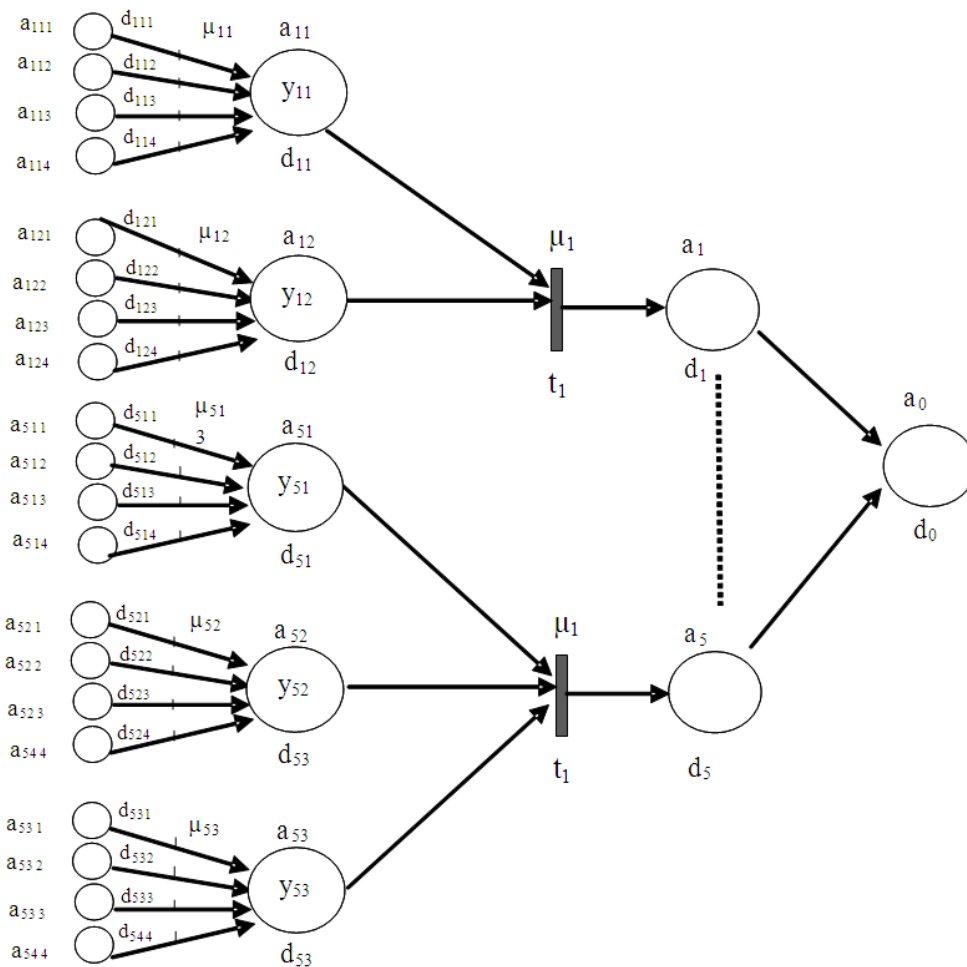 a111 d111 μ11 a11
a112 d112
y11
a113 d113
a114 d114 d11
a121 d121 μ12 a12 μ1 a1
a122 d122
y12
a123 d123
a124 d124 d12 t1 d1
a511 d511 μ51 a51 a0
3
a512 d512
y51
a513 d513
a514 d514 d51 d0
a521 d521 μ52 a52 μ1 a5
a522 d522
y52
a523 d523
a544 d524 d53 t1 d5
a531 d531 μ53 a53
a532 d532
y53
a533 d533
a544 d544 d53